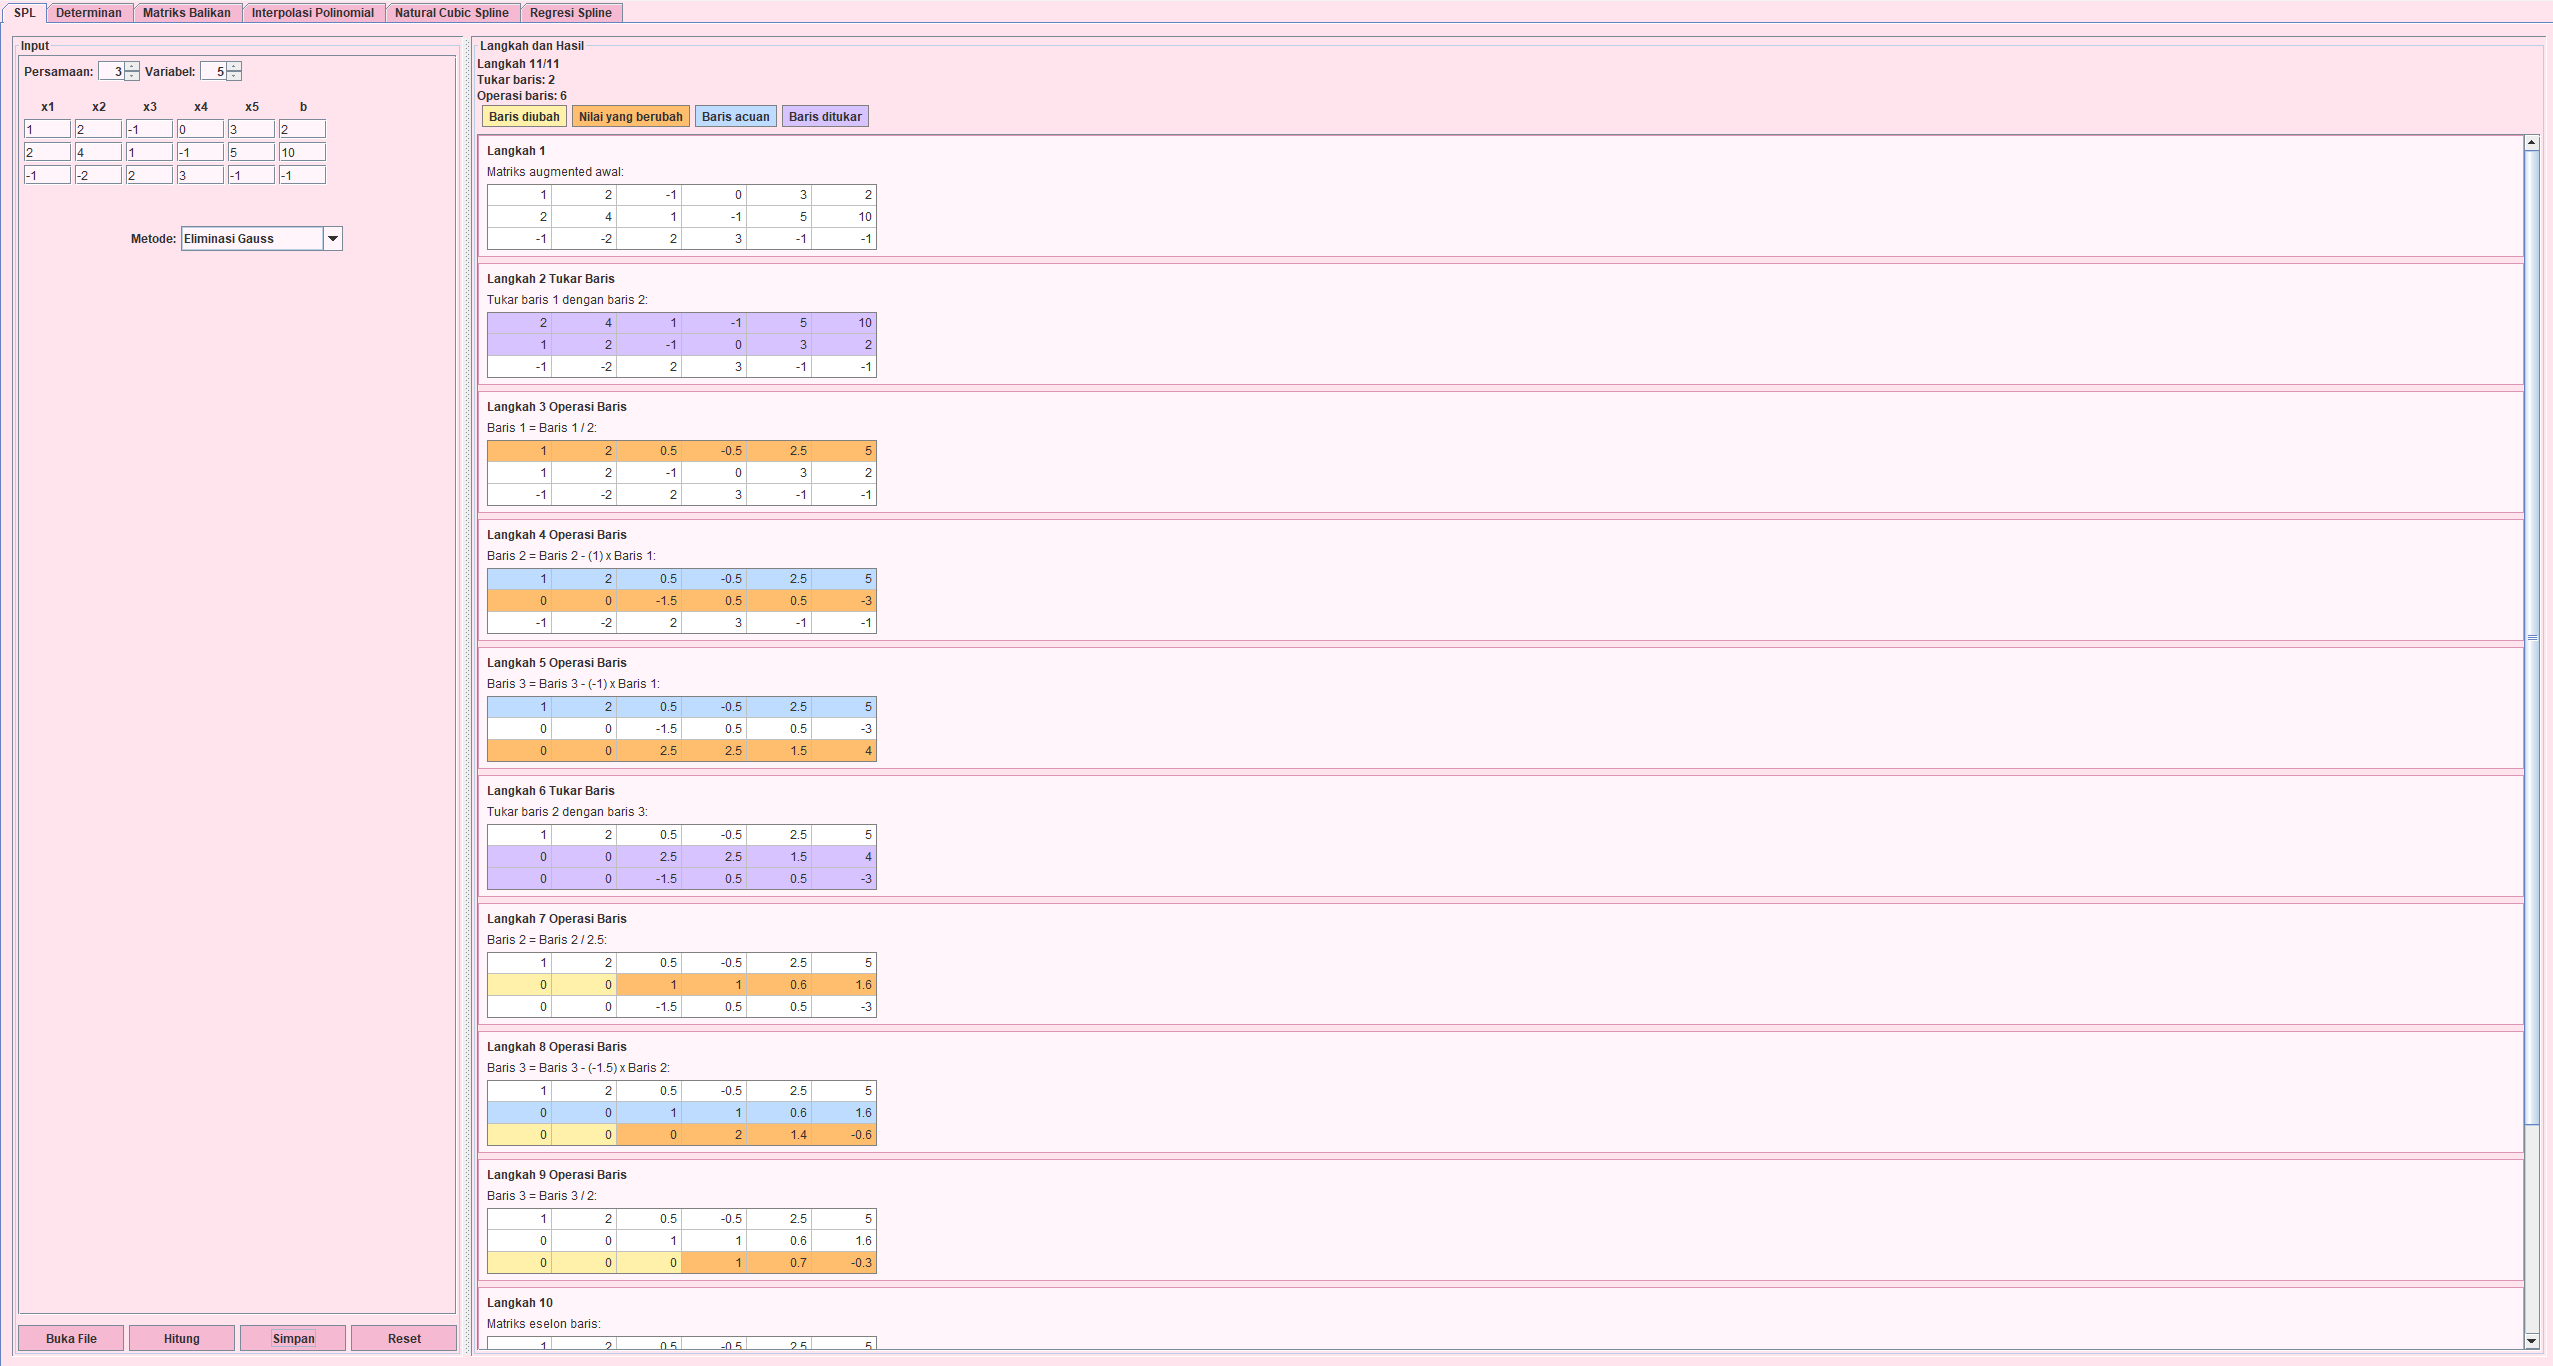 SPL Determinan Matriks Balikan Interpolasi Polinomial Natural Cubic Spline Regresi Spline
Input
Persamaan: 3 Variabel: 5
x1 x2 x3 x4 x5 b
1 2 -1 0 3 2
2 4 1 -1 5 10
-1 -2 2 3 -1 -1
Metode: Eliminasi Gauss
Buka File Hitung Simpan Reset
Langkah dan Hasil
Langkah 11/11
Tukar baris: 2
Operasi baris: 6
Baris diubah Nilai yang berubah Baris acuan Baris ditukar
Langkah 1
Matriks augmented awal:
1 2 -1 0 3 2
2 4 1 -1 5 10
-1 -2 2 3 -1 -1
Langkah 2 Tukar Baris
Tukar baris 1 dengan baris 2:
2 4 1 -1 5 10
1 2 -1 0 3 2
-1 -2 2 3 -1 -1
Langkah 3 Operasi Baris
Baris 1 = Baris 1 / 2:
1 2 0.5 -0.5 2.5 5
1 2 -1 0 3 2
-1 -2 2 3 -1 -1
Langkah 4 Operasi Baris
Baris 2 = Baris 2 - (1) x Baris 1:
1 2 0.5 -0.5 2.5 5
0 0 -1.5 0.5 0.5 -3
-1 -2 2 3 -1 -1
Langkah 5 Operasi Baris
Baris 3 = Baris 3 - (-1) x Baris 1:
1 2 0.5 -0.5 2.5 5
0 0 -1.5 0.5 0.5 -3
0 0 2.5 2.5 1.5 4
Langkah 6 Tukar Baris
Tukar baris 2 dengan baris 3:
1 2 0.5 -0.5 2.5 5
0 0 2.5 2.5 1.5 4
0 0 -1.5 0.5 0.5 -3
Langkah 7 Operasi Baris
Baris 2 = Baris 2 / 2.5:
1 2 0.5 -0.5 2.5 5
0 0 1 1 0.6 1.6
0 0 -1.5 0.5 0.5 -3
Langkah 8 Operasi Baris
Baris 3 = Baris 3 - (-1.5) x Baris 2:
1 2 0.5 -0.5 2.5 5
0 0 1 1 0.6 1.6
0 0 0 2 1.4 -0.6
Langkah 9 Operasi Baris
Baris 3 = Baris 3 / 2:
1 2 0.5 -0.5 2.5 5
0 0 1 1 0.6 1.6
0 0 0 1 0.7 -0.3
Langkah 10
Matriks eselon baris:
1 2 0.5 -0.5 2.5 5